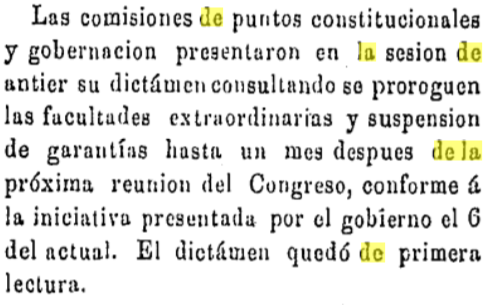 Las comisiones de puntos constitucionales
y gobernacion presentaron en la sesion de
antier su dictámen consultando se proroguen
las facultades extraordinarias y suspension
de garantías hasta un mes despues de la
próxima reunion del Congreso, conforme á
la iniciativa presentada por el gobierno el 6
del actual. El dictámen quedó de primera
lectura.